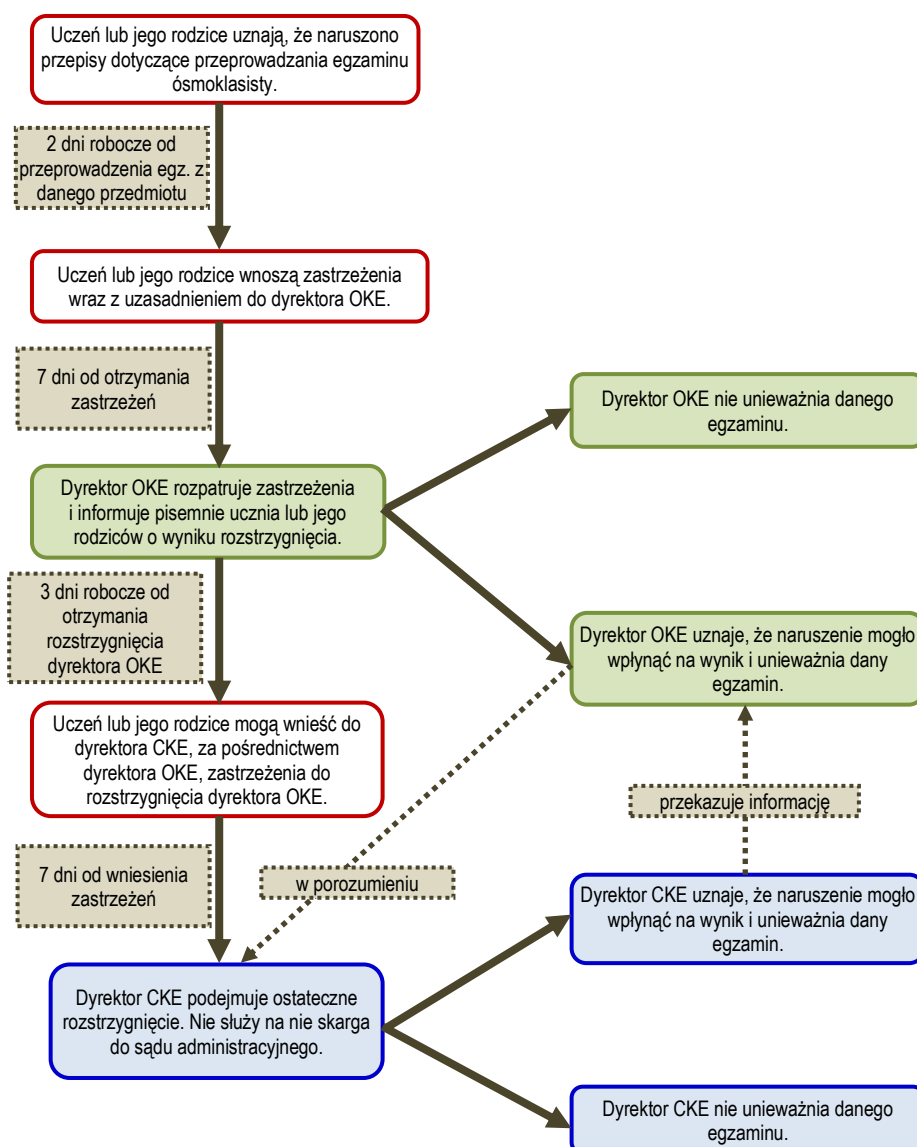 Uczeń lub jego rodzice uznają, że naruszono
przepisy dotyczące przeprowadzania egzaminu
ósmoklasisty.
2 dni robocze od
przeprowadzenia egz. z
danego przedmiotu
Uczeń lub jego rodzice wnoszą zastrzeżenia
wraz z uzasadnieniem do dyrektora OKE.
7 dni od otrzymania
zastrzeżeń
Dyrektor OKE nie unieważnia danego
egzaminu.
Dyrektor OKE rozpatruje zastrzeżenia
i informuje pisemnie ucznia lub jego
rodziców o wyniku rozstrzygnięcia.
3 dni robocze od
otrzymania
rozstrzygnięcia
dyrektora OKE
Dyrektor OKE uznaje, że naruszenie mogło
wpłynąć na wynik i unieważnia dany
egzamin.
Uczeń lub jego rodzice mogą wnieść do
dyrektora CKE, za pośrednictwem
dyrektora OKE, zastrzeżenia do
rozstrzygnięcia dyrektora OKE.
przekazuje informację
7 dni od wniesienia
zastrzeżeń
w porozumieniu
Dyrektor CKE uznaje, że naruszenie mogło
wpłynąć na wynik i unieważnia dany
egzamin.
Dyrektor CKE podejmuje ostateczne
rozstrzygnięcie. Nie służy na nie skarga
do sądu administracyjnego.
Dyrektor CKE nie unieważnia danego
egzaminu.